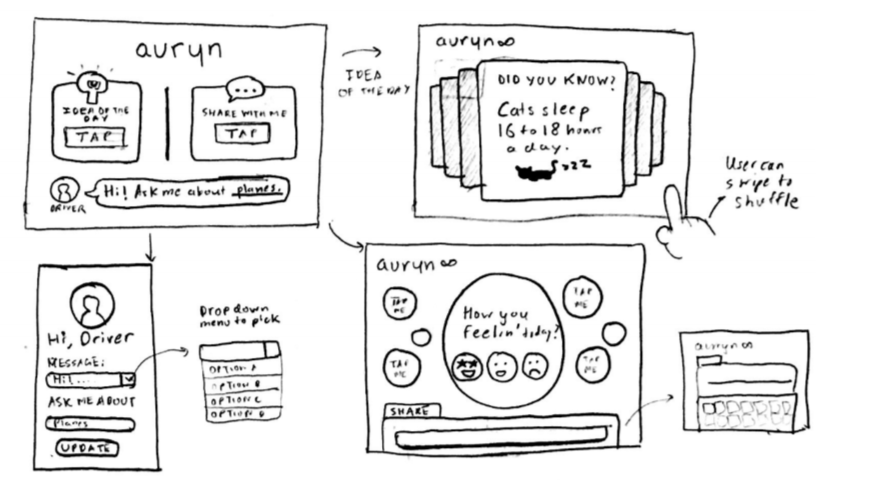 auryn
IDEA OF THE
DAY
TAP
SHARE WITH ME
TAP
DRIVER
Hi! Ask me about planes.
IDEA
OF THE DAY
auryn∞
DID YOU KNOW?
Cats sleep
16 to 18 hours
a day.
zzz
User can
swipe to
shuffle
Hi, Driver
MESSAGE:
Hi!...
ASK ME ABOUT
Planes
UPDATE
Drop down
menu to pick
OPTION A
OPTION B
OPTION C
OPTION D
auryn∞
TAP
ME
TAP
ME
How you
feelin' today?
TAP
ME
TAP
ME
SHARE
auryn∞